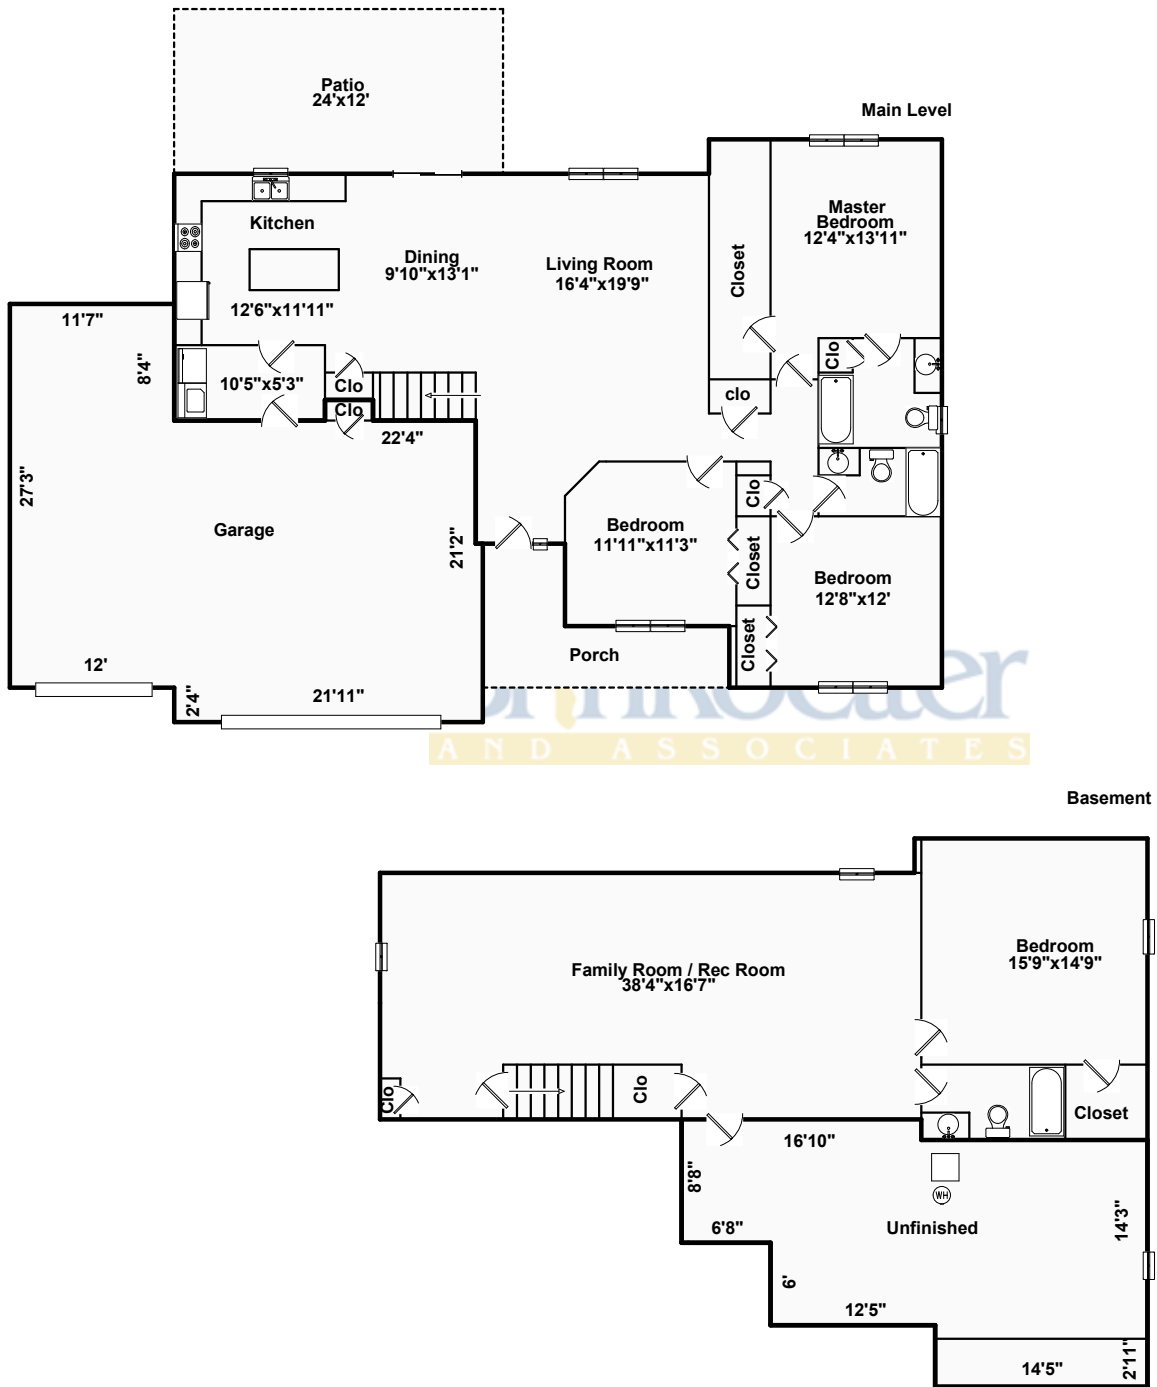 Patio
24'x12'
Main Level
Kitchen
12'6"x11'11"
Dining
9'10"x13'1"
Living Room
16'4"x19'9"
Closet
Master
Bedroom
12'4"x13'11"
Clo
11'7"
8'4"
10'5"x5'3"
Clo
Clo
clo
22'4"
27'3"
Garage
21'2"
Bedroom
11'11"x11'3"
Clo
Closet
Closet
Bedroom
12'8"x12'
Porch
12'
2'4"
21'11"
AND ASSOCIATES
Basement
Family Room / Rec Room
38'4"x16'7"
Bedroom
15'9"x14'9"
Clo
Clo
Closet
16'10"
8'8"
WH
6'8"
Unfinished
14'3"
6'
12'5"
14'5"
2'11"